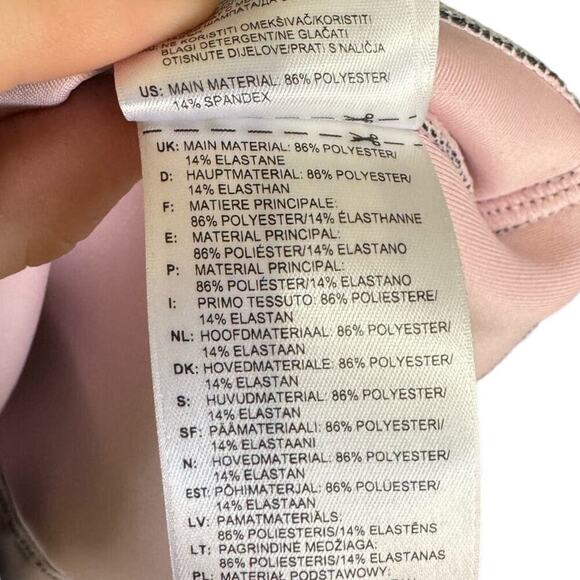 OMEKŠIVAČ/KORISTITI
NE KORISTITI
BLAGI DETERGENT/NE GLAČATI
OTISNUTE DIJELOVE/PRATI S NALIČJA
US: MAIN MATERIAL: 86% POLYESTER/
14% SPANDEX
UK: MAIN MATERIAL: 86% POLYESTER/
14% ELASTANE
D: HAUPTMATERIAL: 86% POLYESTER/
14% ELASTHAN
F: MATIERE PRINCIPALE:
86% POLYESTER/14% ÉLASTHANNE
E: MATERIAL PRINCIPAL:
86% POLIÉSTER/14% ELASTANO
P: MATERIAL PRINCIPAL:
86% POLIÉSTER/14% ELASTANO
I: PRIMO TESSUTO: 86% POLIESTERE/
14% ELASTAN
NL: HOOFDMATERIAAL: 86% POLYESTER/
14% ELASTAAN
DK: HOVEDMATERIALE: 86% POLYESTER/
14% ELASTAN
S: HUVUDMATERIAL: 86% POLYESTER/
14% ELASTAN
SF: PÄÄMATERIAALI: 86% POLYESTERI/
14% ELASTAANI
N: HOVEDMATERIAL: 86% POLYESTER/
14% ELASTAN
EST: PÕHIMATERJAL: 86% POLÜESTER/
14% ELASTAAN
LV: PAMATMATERIĀLS:
86% POLIESTERIS/14% ELASTĒNS
LT: PAGRINDINĖ MEDŽIAGA:
86% POLIESTERIS/14% ELASTANAS
PL: MATERIAŁ PODSTAWOWY: